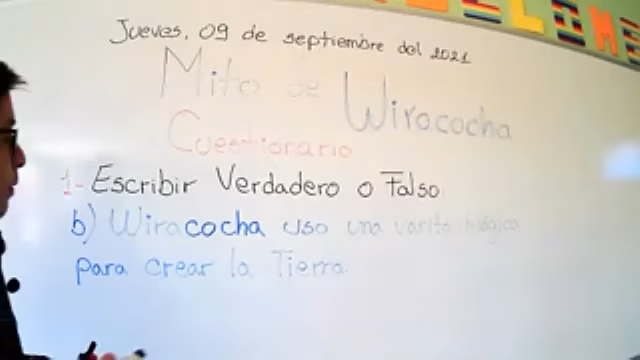 Jueves, 09 de septiembre del 2021
Mito de Wiracocha
Cuestionario
1- Escribir Verdadero o Falso
b) Wiracocha uso una varita mágica
para crear la Tierra.